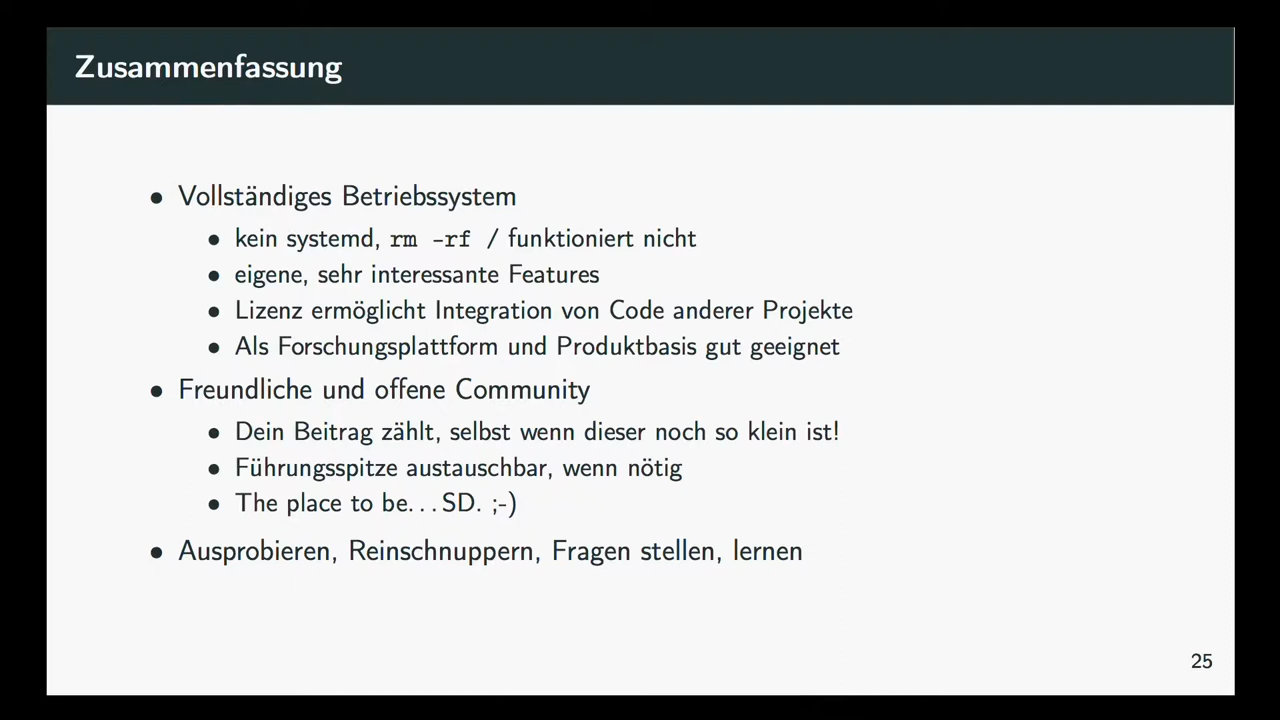 Zusammenfassung
• Vollständiges Betriebssystem
• kein systemd, rm -rf / funktioniert nicht
• eigene, sehr interessante Features
• Lizenz ermöglicht Integration von Code anderer Projekte
• Als Forschungsplattform und Produktbasis gut geeignet
• Freundliche und offene Community
• Dein Beitrag zählt, selbst wenn dieser noch so klein ist!
• Führungsspitze austauschbar, wenn nötig
• The place to be...SD. ;-)
• Ausprobieren, Reinschnuppern, Fragen stellen, lernen
25